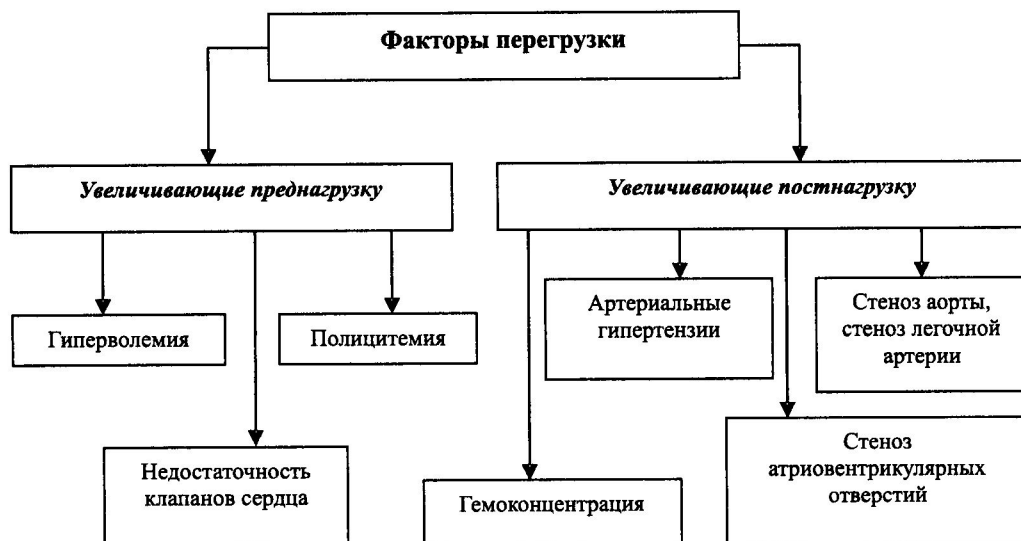 Факторы перегрузки
Увеличивающие преднагрузку
Увеличивающие постнагрузку
Гиперволемия
Полицитемия
Артериальные
гипертензии
Стеноз аорты,
стеноз легочной
артерии
Недостаточность
клапанов сердца
Гемоконцентрация
Стеноз
атриовентрикулярных
отверстий